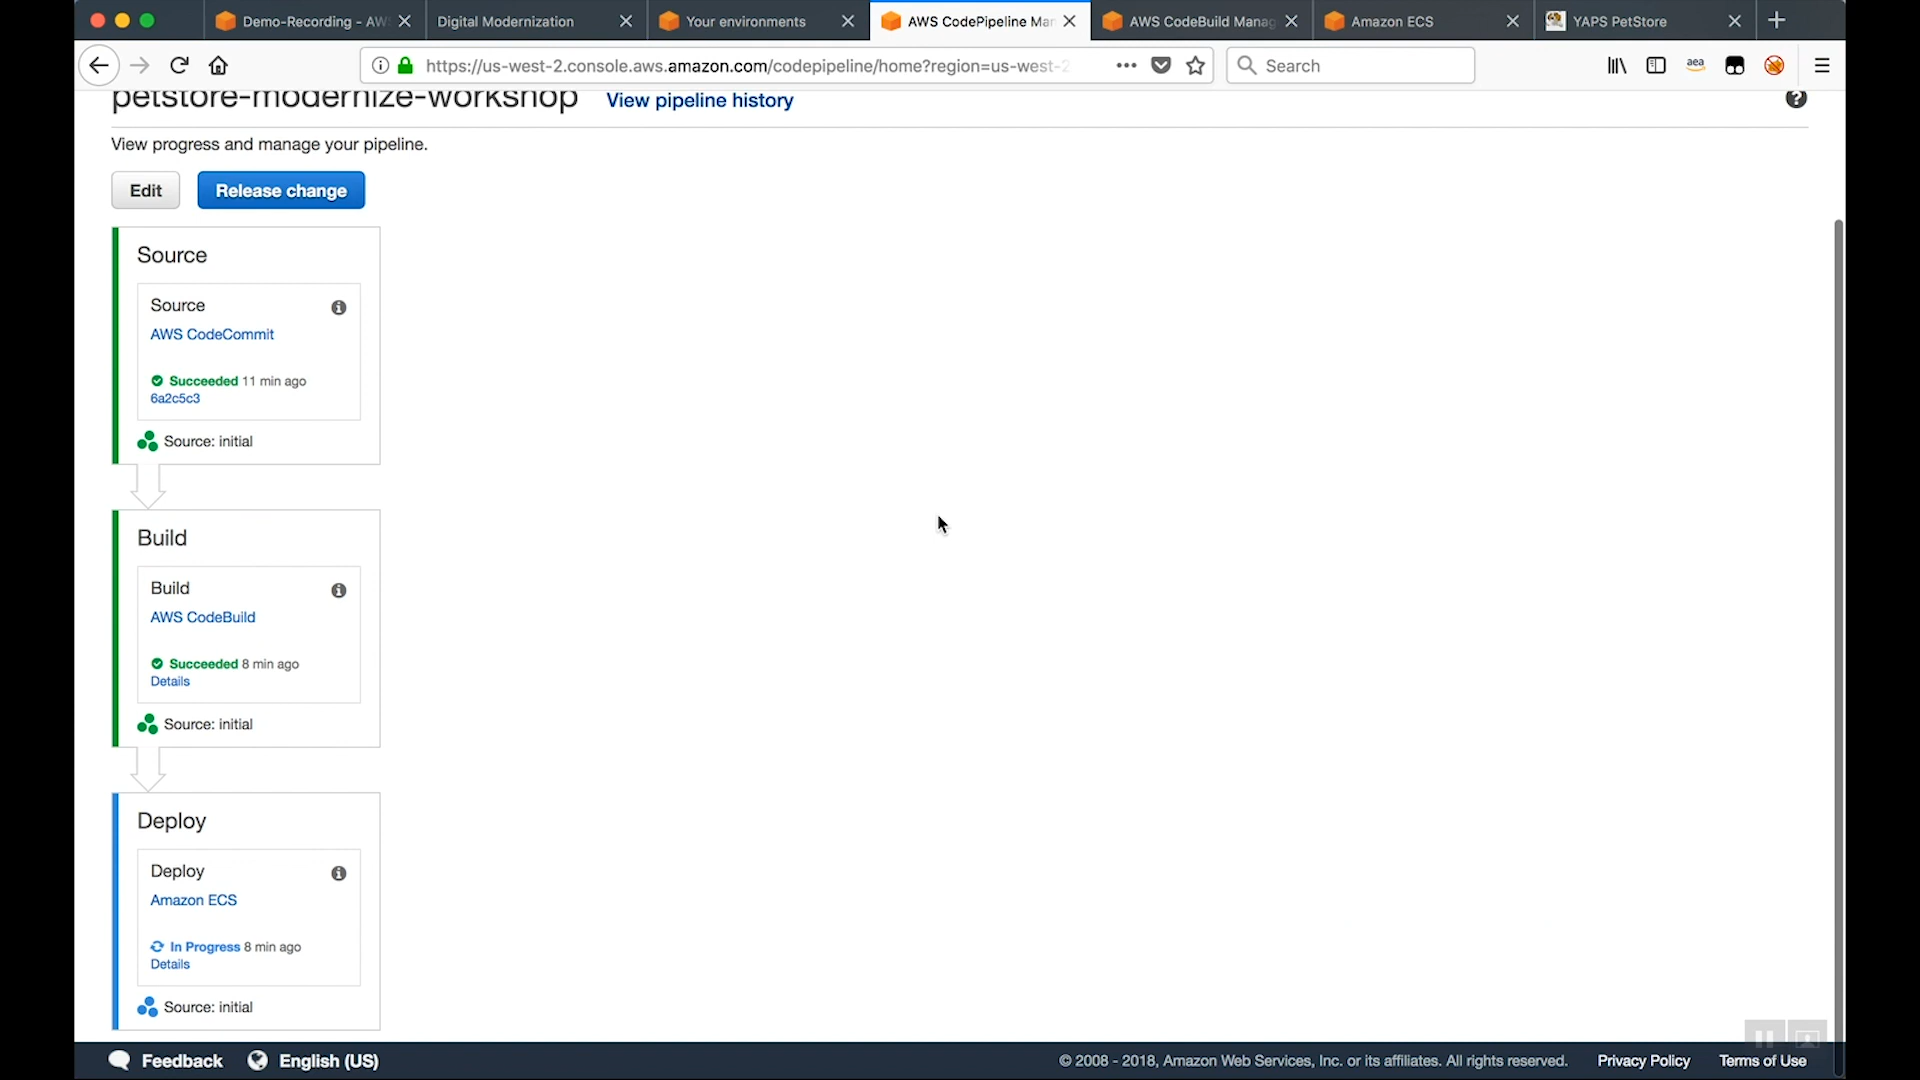 Demo-Recording - AW
Digital Modernization
Your environments
AWS CodePipeline Man
AWS CodeBuild Manag
Amazon ECS
YAPS PetStore
https://us-west-2.console.aws.amazon.com/codepipeline/home?region=us-west-2
Search
aea
petstore-modernize-workshop
View pipeline history
View progress and manage your pipeline.
Edit
Release change
Source
Source
AWS CodeCommit
Succeeded 11 min ago
6a2c5c3
Source: initial
Build
Build
AWS CodeBuild
Succeeded 8 min ago
Details
Source: initial
Deploy
Deploy
Amazon ECS
In Progress 8 min ago
Details
Source: initial
Feedback
English (US)
© 2008 - 2018, Amazon Web Services, Inc. or its affiliates. All rights reserved.
Privacy Policy
Terms of Use